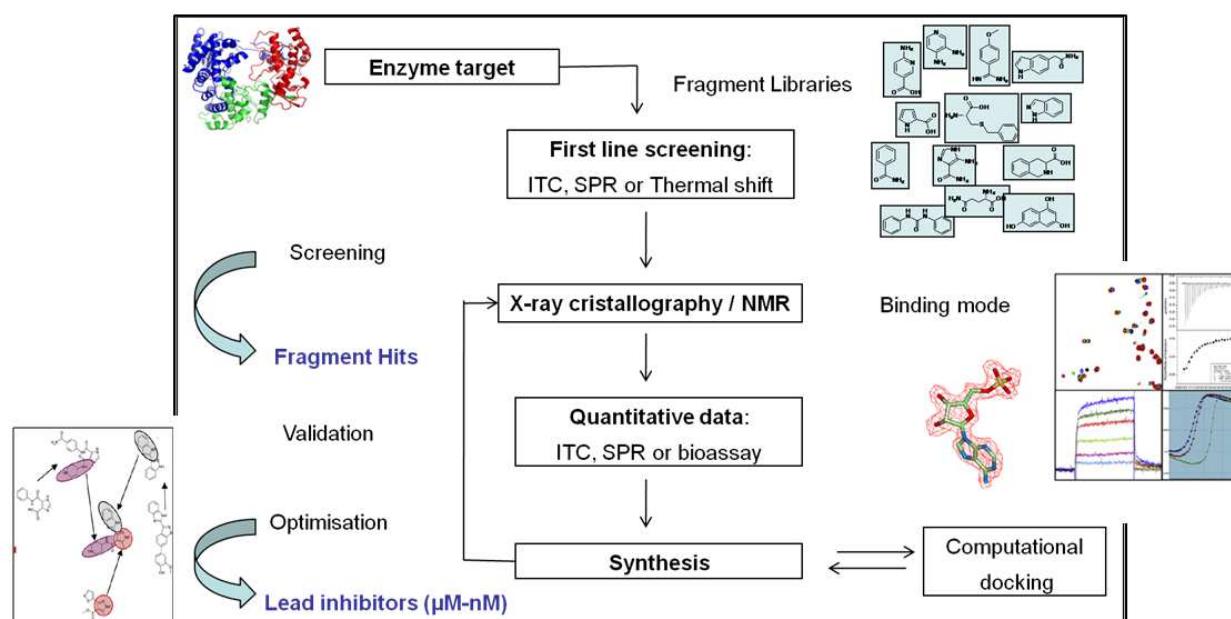 Enzyme target
Fragment Libraries
First line screening:
ITC, SPR or Thermal shift
Screening
X-ray cristallography / NMR
Binding mode
Fragment Hits
Quantitative data:
ITC, SPR or bioassay
Validation
Optimisation
Synthesis
Computational
docking
Lead inhibitors (µM-nM)